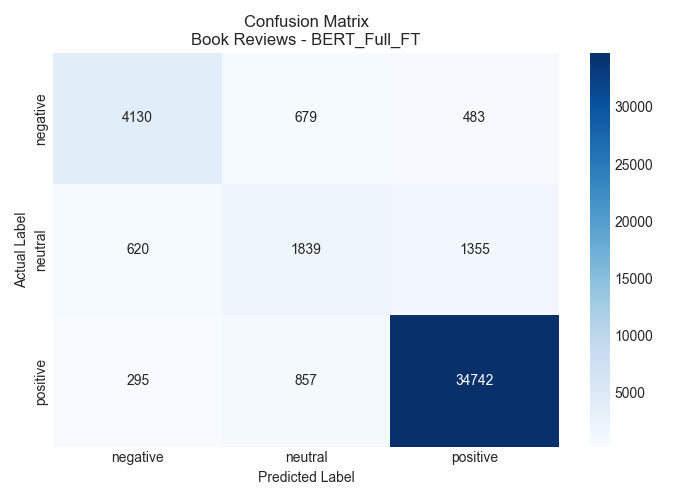 Confusion Matrix
Book Reviews - BERT_Full_FT
negative
4130
679
483
neutral
620
1839
1355
positive
295
857
34742
Actual Label
negative
neutral
positive
Predicted Label
30000
25000
20000
15000
10000
5000